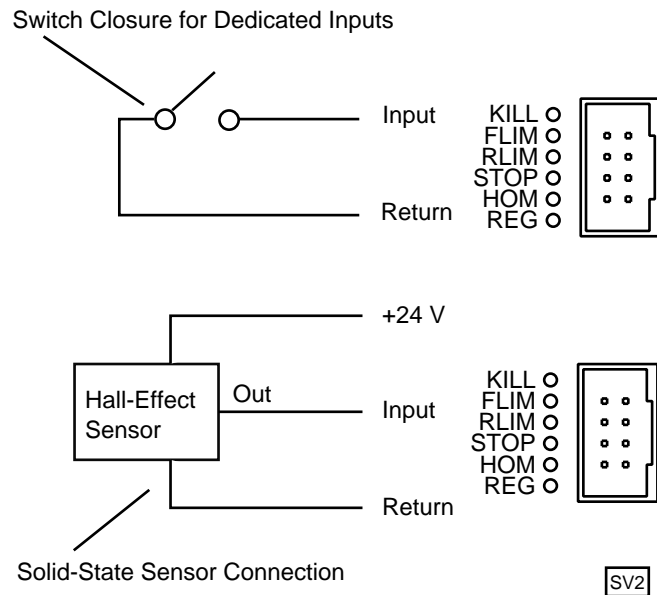 Switch Closure for Dedicated Inputs
Input
Return
KILL
FLIM
RLIM
STOP
HOM
REG
+24 V
Hall-Effect
Sensor
Out
Input
Return
KILL
FLIM
RLIM
STOP
HOM
REG
Solid-State Sensor Connection
SV2